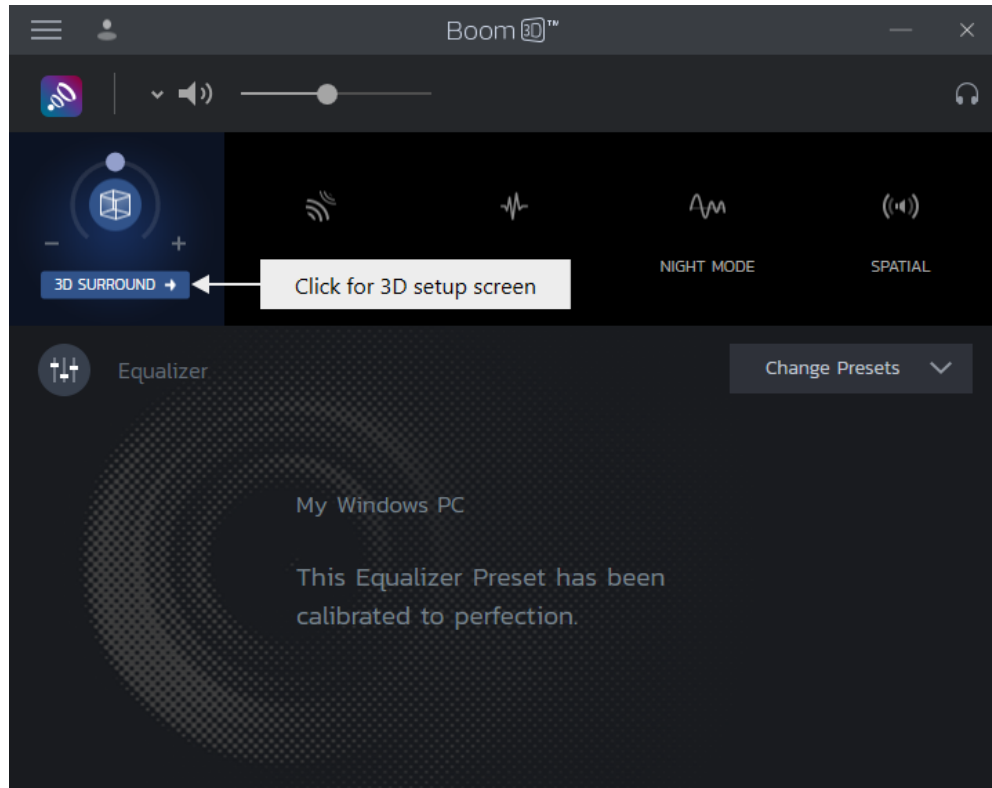 Boom 3D™
3D SURROUND →
Click for 3D setup screen
NIGHT MODE
SPATIAL
Equalizer
Change Presets
My Windows PC
This Equalizer Preset has been
calibrated to perfection.